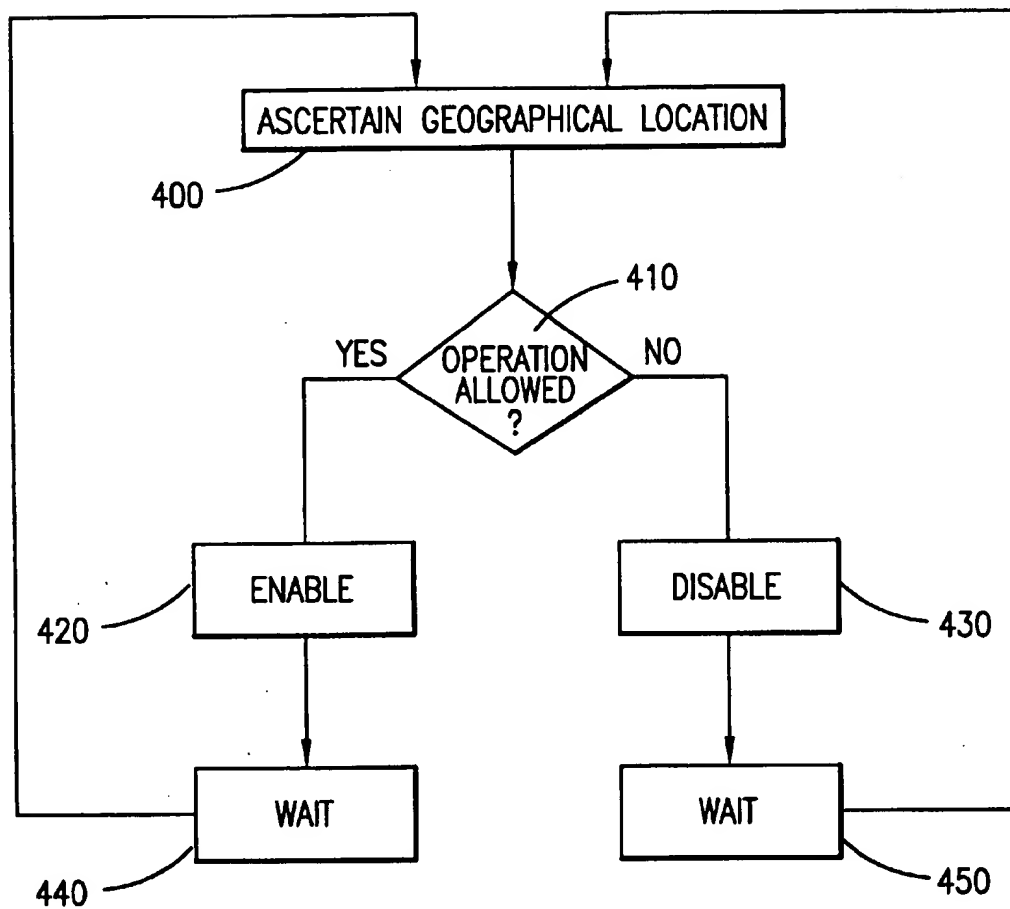 ASCERTAIN GEOGRAPHICAL LOCATION
400
410
YES
OPERATION
ALLOWED
?
NO
ENABLE
420
DISABLE
430
WAIT
440
WAIT
450